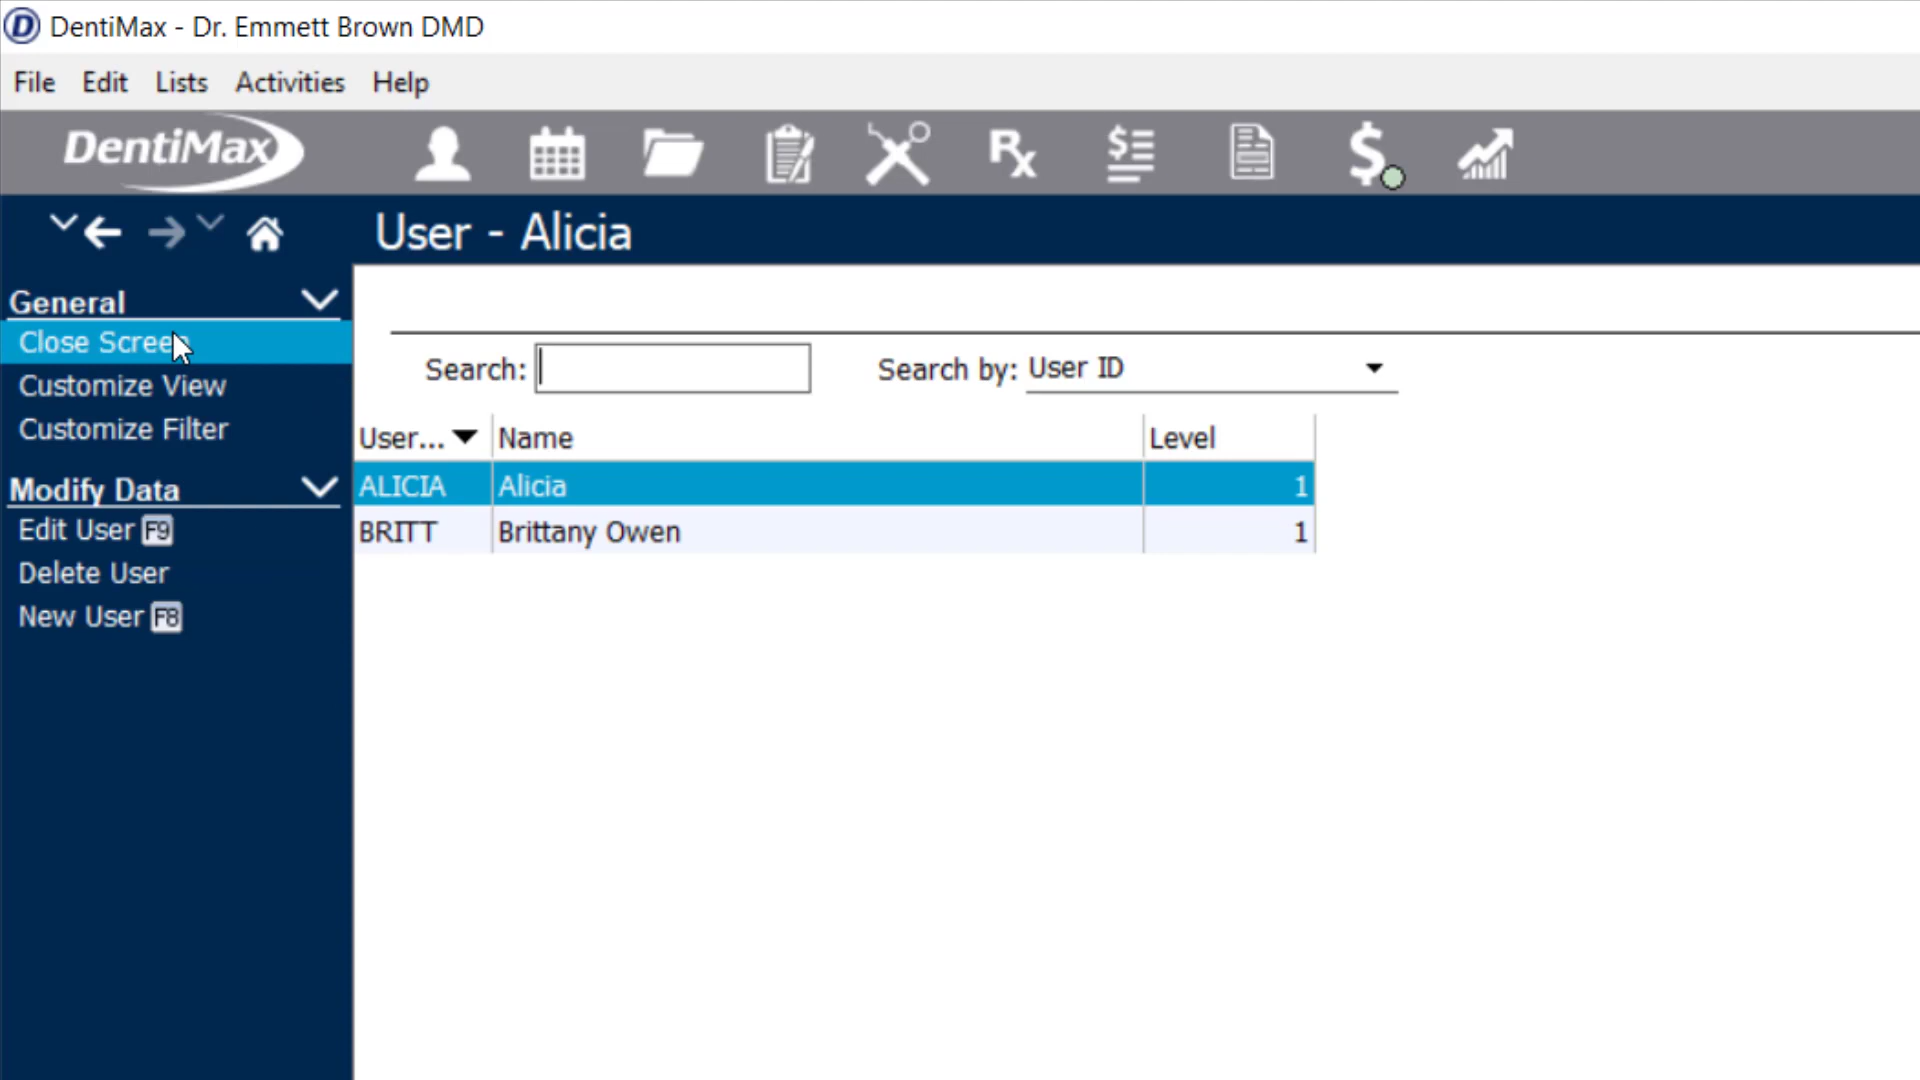 DentiMax - Dr. Emmett Brown DMD
File Edit Lists Activities Help
DentiMax
User - Alicia
General
Close Screen
Customize View
Customize Filter
Modify Data
Edit User F9
Delete User
New User F8
Search: Search by: User ID
User... Name Level
ALICIA Alicia 1
BRITT Brittany Owen 1